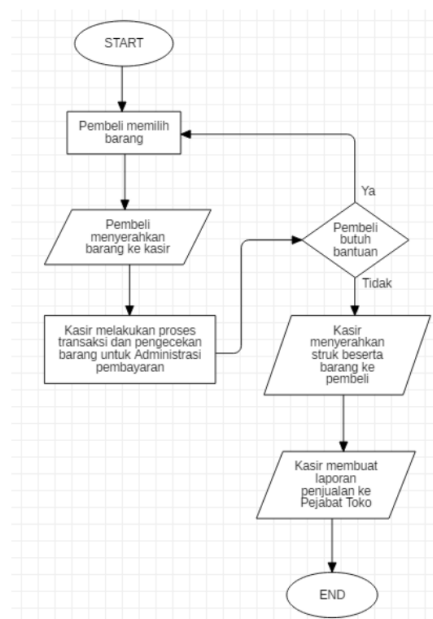 START
Pembeli memilih
barang
Pembeli
menyerahkan
barang ke kasir
Kasir melakukan proses
transaksi dan pengecekan
barang untuk Administrasi
pembayaran
Ya
Pembeli
butuh
bantuan
Tidak
Kasir
menyerahkan
struk beserta
barang ke
pembeli
Kasir membuat
laporan
penjualan ke
Pejabat Toko
END